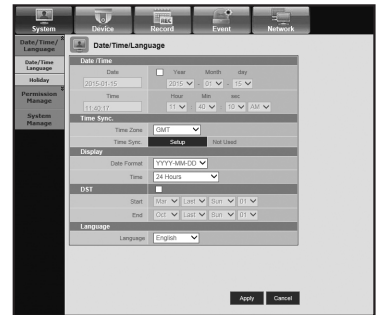 System Device Record Event Network
REC
Date/Time/
Language
Date/Time
Language
Holiday
Permission
Manage
System
Manage
Date/Time/Language
Date /Time
Date Year Month day
2015-01-15 2015 - 01 - 15
Time Hour Min sec
11:40:17 11 : 40 : 10 AM
Time Sync.
Time Zone GMT
Time Sync. Setup Not Used
Display
Date Format YYYY-MM-DD
Time 24 Hours
DST
Start Mar Last Sun 01
End Oct Last Sun 01
Language
Language English
Apply Cancel